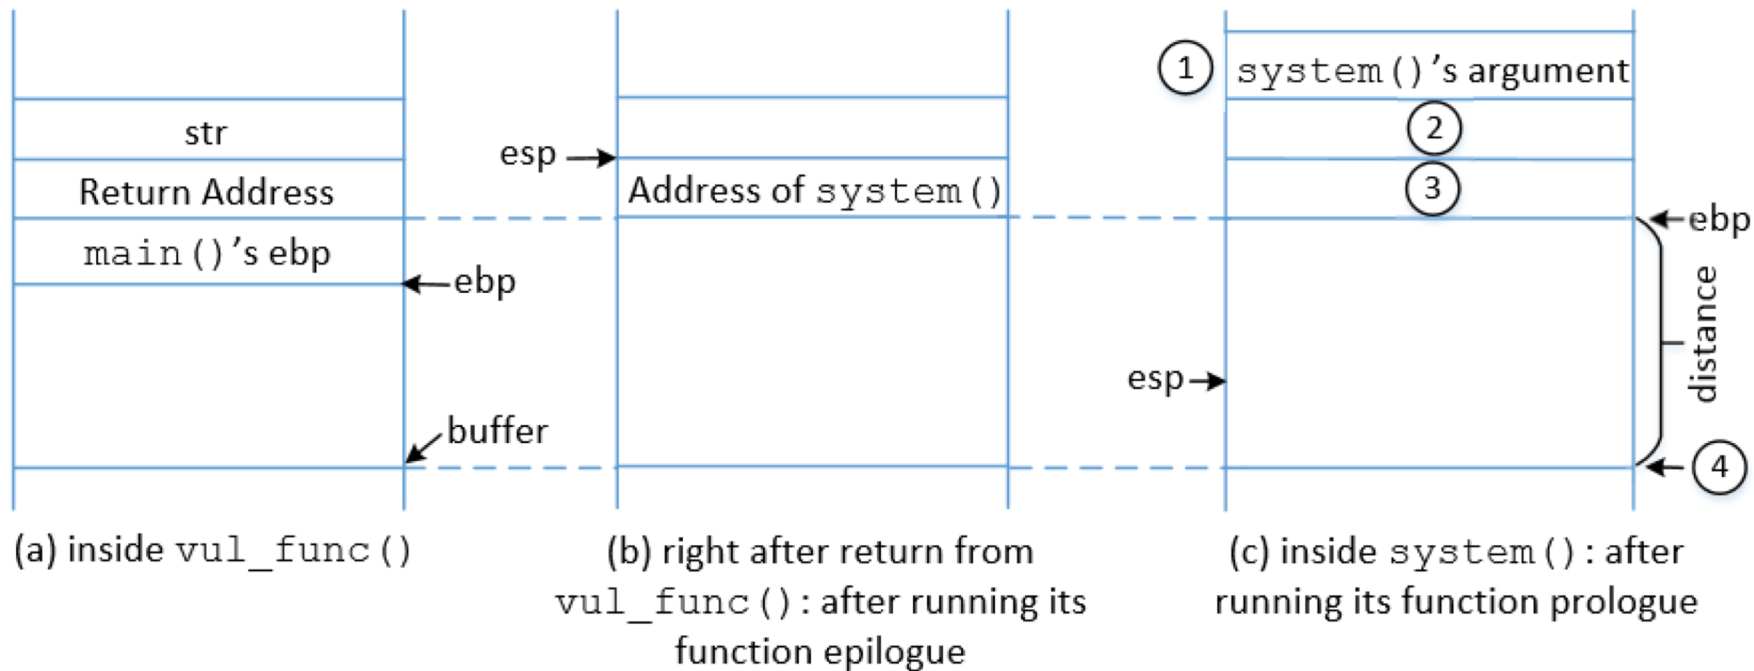 str
Return Address
main()'s ebp
ebp
buffer
(a) inside vul_func()
esp
Address of system()
(b) right after return from
vul_func(): after running its
function epilogue
1
system()'s argument
2
3
ebp
distance
esp
4
(c) inside system(): after
running its function prologue